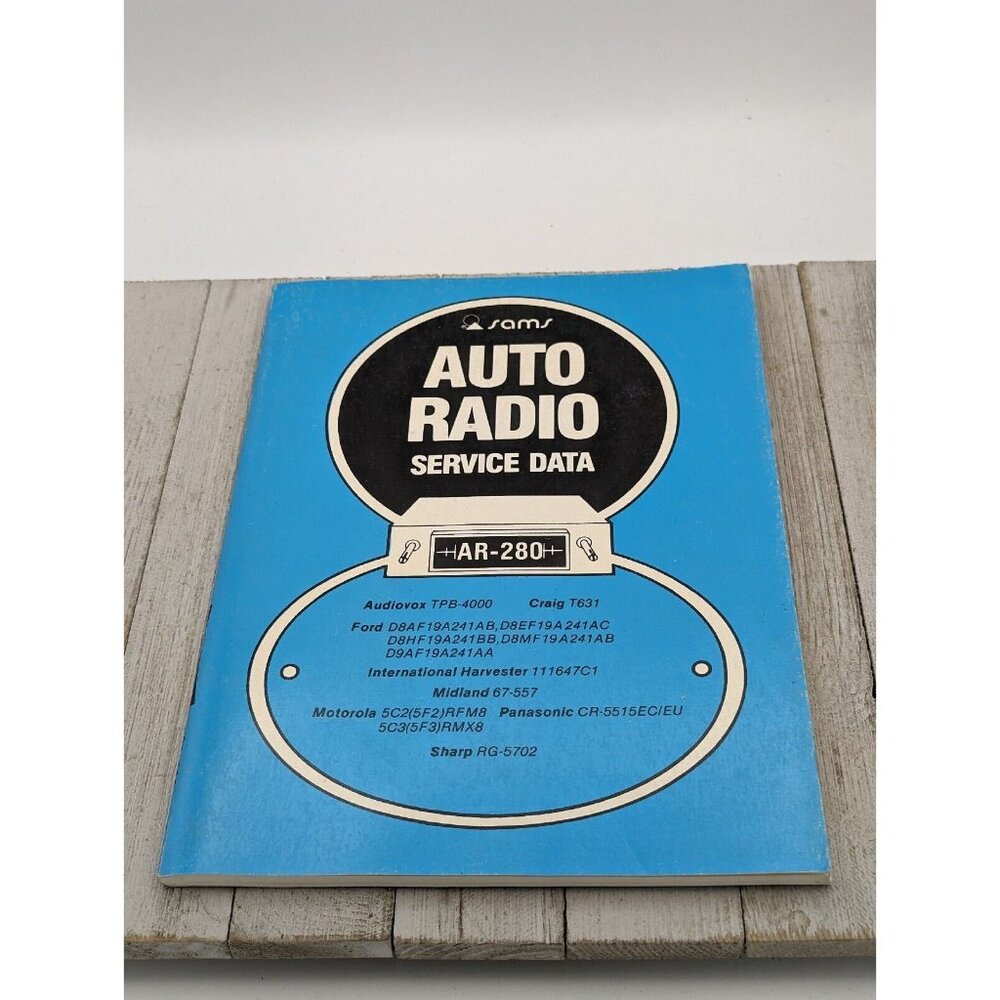 sams
AUTO
RADIO
SERVICE DATA
AR-280
Audiovox TPB-4000 Craig T631
Ford D8AF19A241AB, D8EF19A241AC
D8HF19A241BB, D8MF19A241AB
D9AF19A241AA
International Harvester 111647C1
Midland 67-557
Motorola 5C2(5F2)RFM8 Panasonic CR-5515EC/EU
5C3(5F3)RMX8
Sharp RG-5702